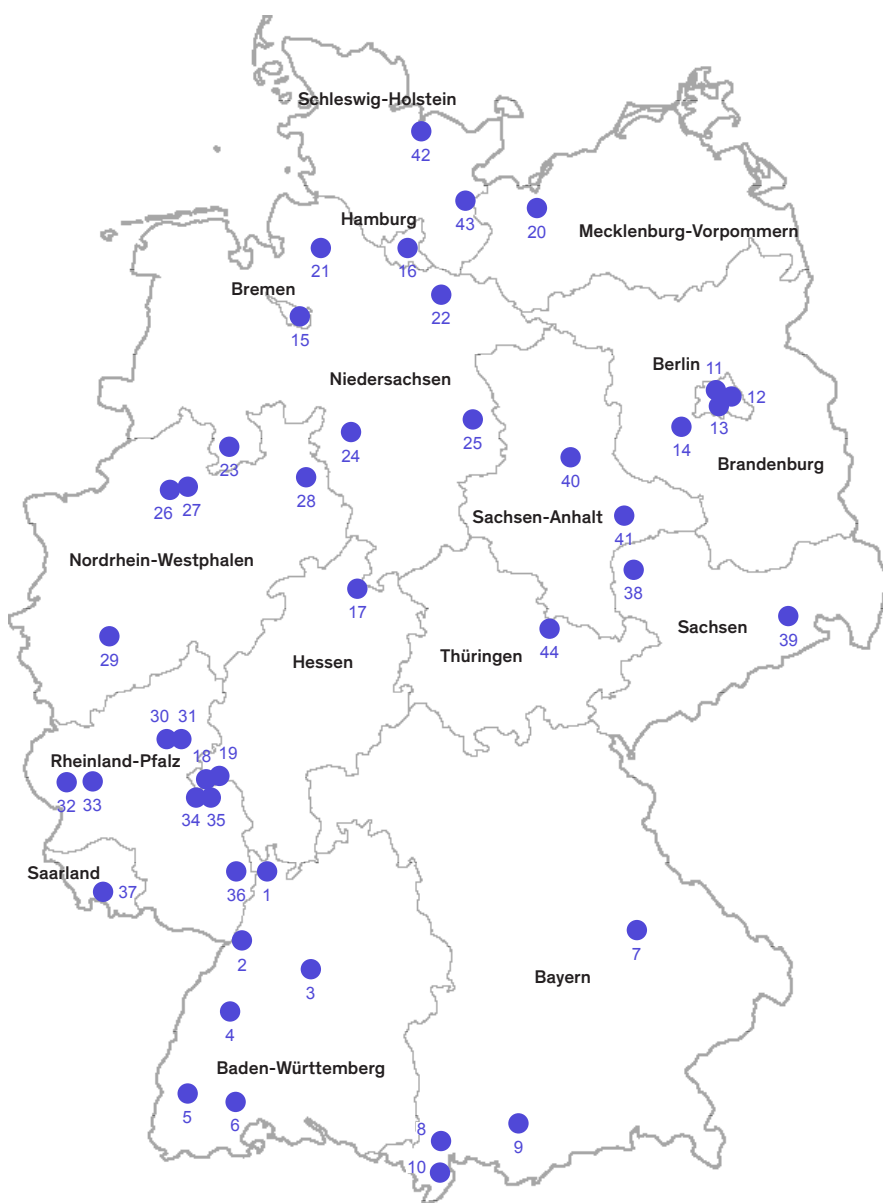 Schleswig-Holstein
42
43
20
Hamburg
Mecklenburg-Vorpommern
21
16
Bremen
22
15
Berlin
11
12
Niedersachsen
13
14
25
24
23
Brandenburg
40
26
27
28
Sachsen-Anhalt
41
Nordrhein-Westphalen
38
17
Sachsen
39
29
Hessen
Thüringen
44
30
31
18
19
Rheinland-Pfalz
32
33
34
35
Saarland
37
36
1
7
2
3
Bayern
4
Baden-Württemberg
5
6
8
9
10